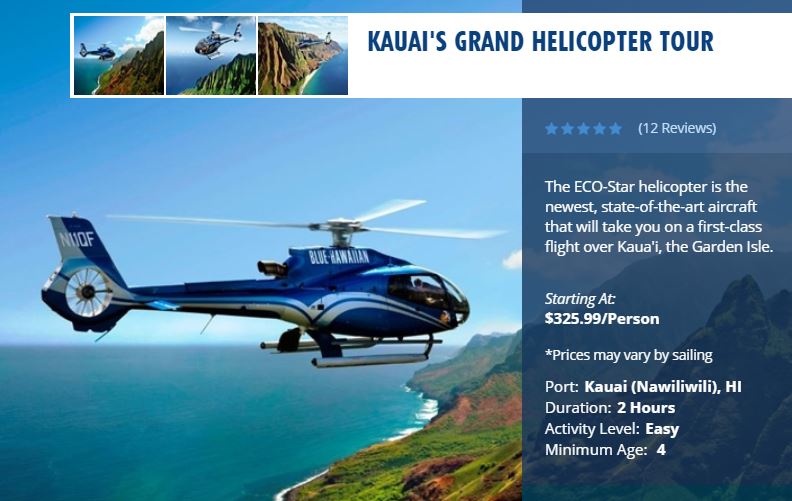 KAUAI'S GRAND HELICOPTER TOUR
(12 Reviews)
The ECO-Star helicopter is the
newest, state-of-the-art aircraft
that will take you on a first-class
flight over Kaua'i, the Garden Isle.
Starting At:
$325.99/Person
*Prices may vary by sailing
Port: Kauai (Nawiliwili), HI
Duration: 2 Hours
Activity Level: Easy
Minimum Age: 4
N11QF
BLUE HAWAIIAN